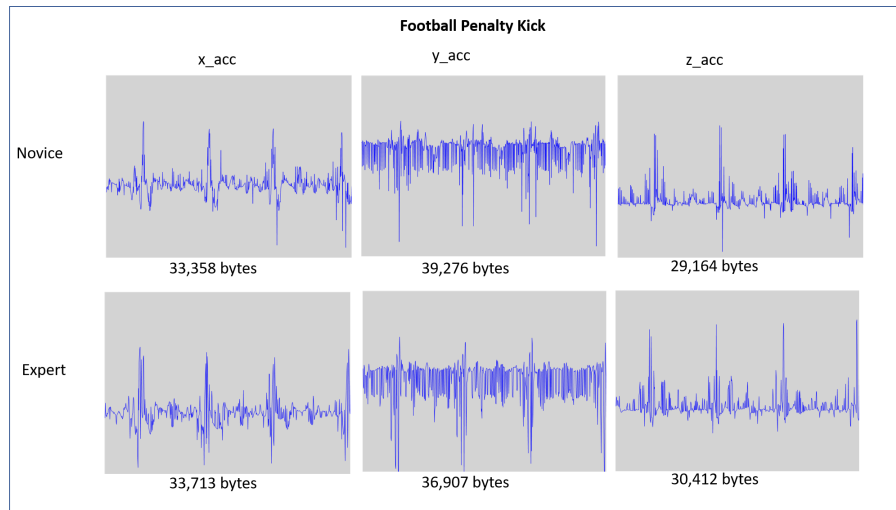 Football Penalty Kick
x_acc
y_acc
z_acc
Novice
33,358 bytes
39,276 bytes
29,164 bytes
Expert
33,713 bytes
36,907 bytes
30,412 bytes